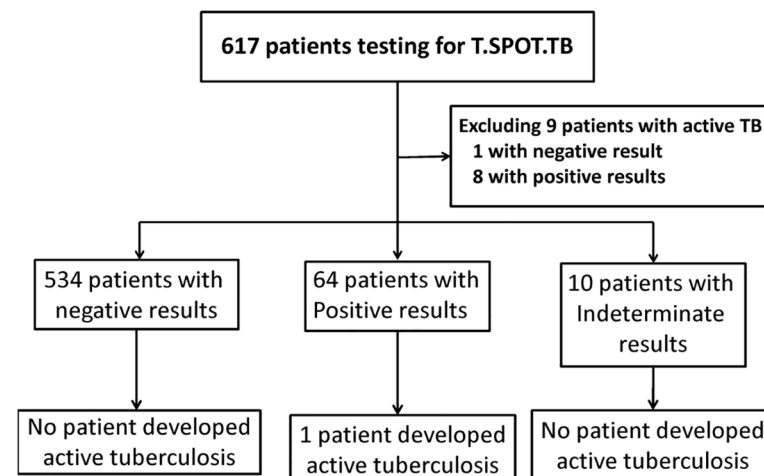 617 patients testing for T.SPOT.TB
Excluding 9 patients with active TB
1 with negative result
8 with positive results
534 patients with
negative results
64 patients with
Positive results
10 patients with
Indeterminate
results
No patient developed
active tuberculosis
1 patient developed
active tuberculosis
No patient developed
active tuberculosis